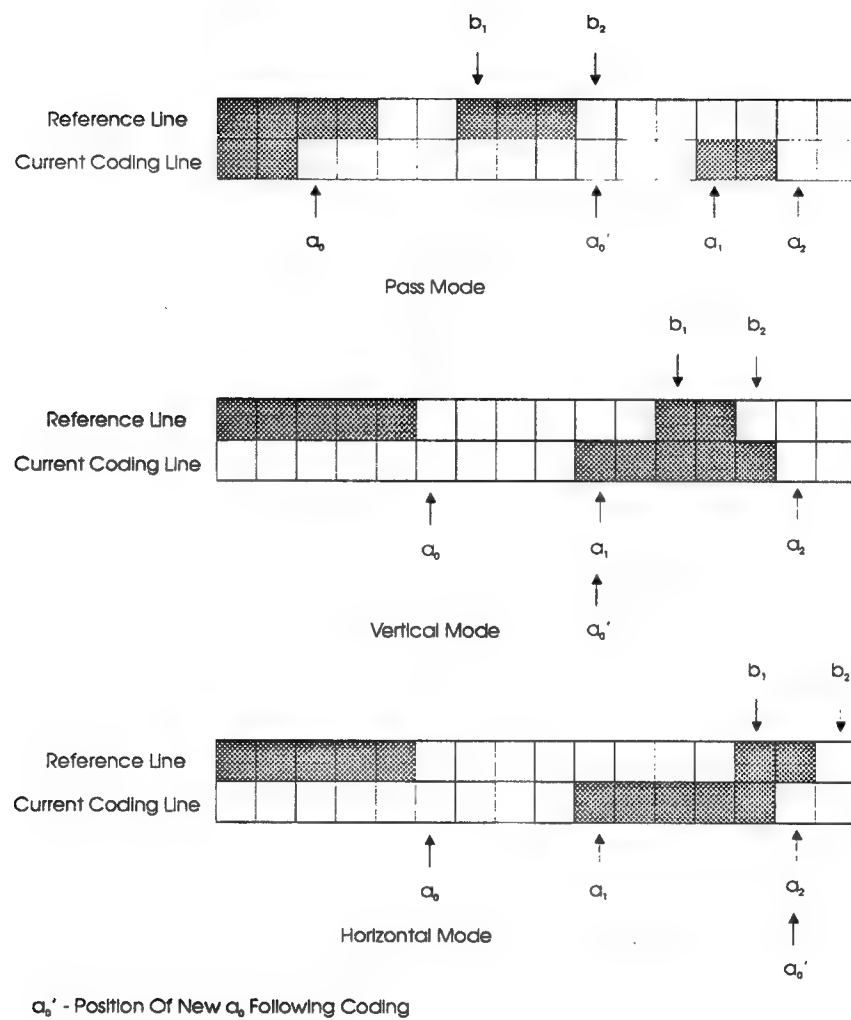 b₁ b₂
Reference Line
Current Coding Line
a₀ a₀' a₁ a₂
Pass Mode
b₁ b₂
Reference Line
Current Coding Line
a₀ a₁ a₂
Vertical Mode a₀'
b₁ b₂
Reference Line
Current Coding Line
a₀ a₁ a₂
Horizontal Mode
a₀'
a₀' - Position Of New a₀ Following Coding